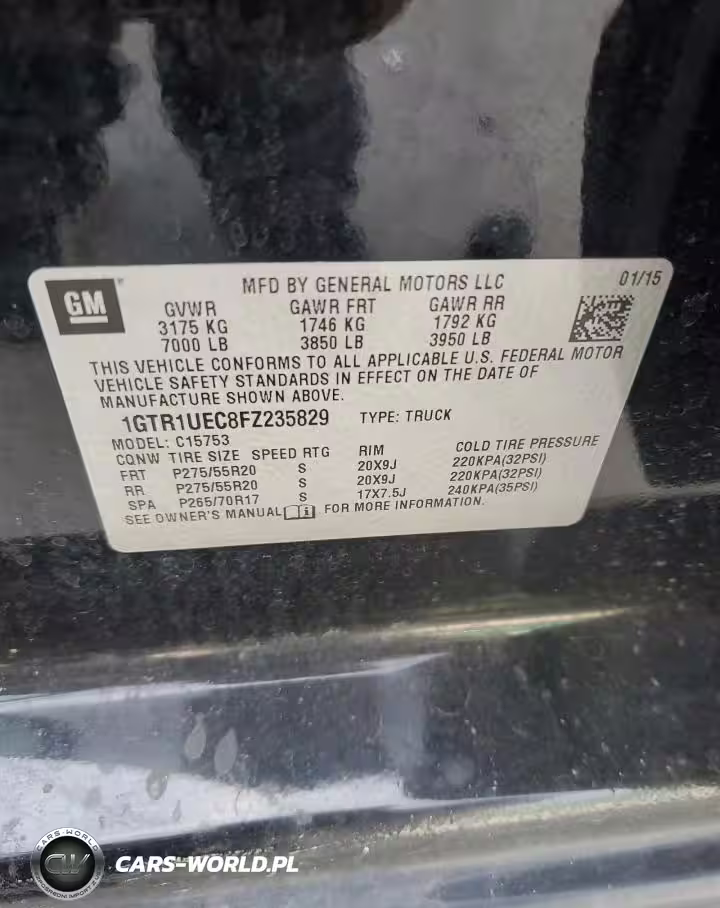 GM
MFD BY GENERAL MOTORS LLC 01/15
GVWR GAWR FRT GAWR RR
3175 KG 1746 KG 1792 KG
7000 LB 3850 LB 3950 LB
THIS VEHICLE CONFORMS TO ALL APPLICABLE U.S. FEDERAL MOTOR
VEHICLE SAFETY STANDARDS IN EFFECT ON THE DATE OF
MANUFACTURE SHOWN ABOVE.
1GTR1UEC8FZ235829 TYPE: TRUCK
MODEL: C15753
CQNW TIRE SIZE SPEED RTG RIM COLD TIRE PRESSURE
FRT P275/55R20 S 20X9J 220KPA(32PSI)
RR P275/55R20 S 20X9J 220KPA(32PSI)
SPA P265/70R17 S 17X7.5J 240KPA(35PSI)
SEE OWNER'S MANUAL i FOR MORE INFORMATION.
CARS-WORLD
CW
CARS-WORLD.PL